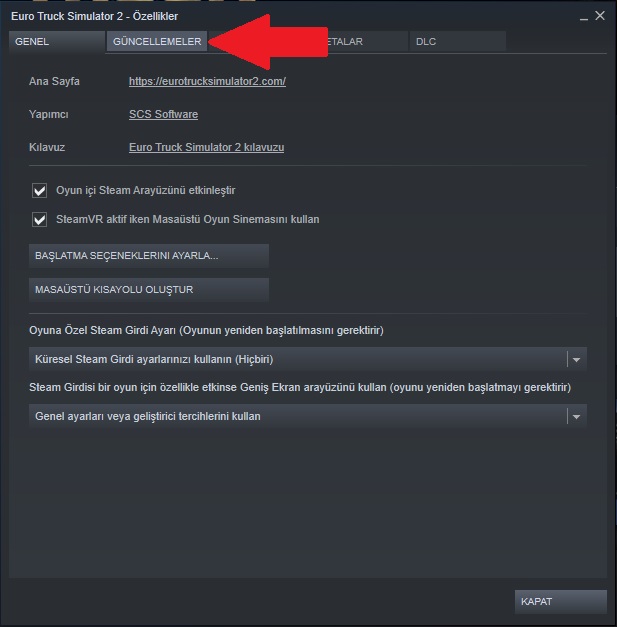 Euro Truck Simulator 2 - Özellikler
GENEL GÜNCELLEMELER DLC
Ana Sayfa https://eurotrucksimulator2.com/
Yapımcı SCS Software
Kılavuz Euro Truck Simulator 2 kılavuzu
Oyun içi Steam Arayüzünü etkinleştir
SteamVR aktif iken Masaüstü Oyun Sinemasını kullan
BAŞLATMA SEÇENEKLERINI AYARLA...
MASAÜSTÜ KISAYOLU OLUŞTUR
Oyuna Özel Steam Girdi Ayarı (Oyunun yeniden başlatılmasını gerektirir)
Küresel Steam Girdi ayarlarınızı kullanın (Hiçbiri)
Steam Girdisi bir oyun için özellikle etkinse Geniş Ekran arayüzünü kullan (oyunu yeniden başlatmayı gerektirir)
Genel ayarları veya geliştirici tercihlerini kullan
KAPAT